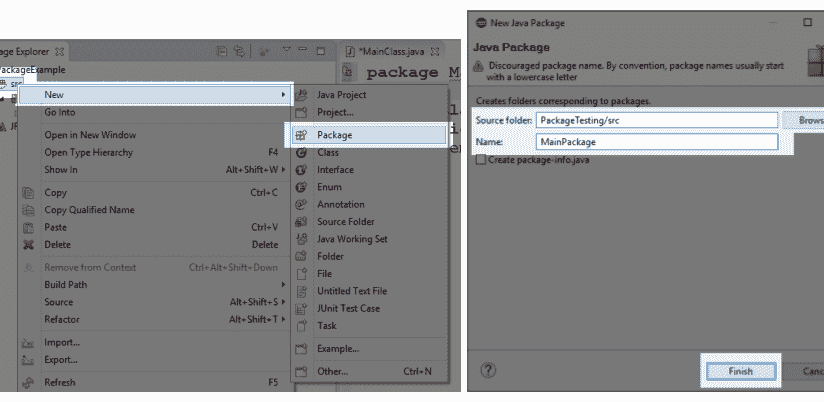 age Explorer
*MainClass.java
PackageExample
src
package M
New
Go Into
Open in New Window
Open Type Hierarchy F4
Show In Alt+Shift+W
Copy Ctrl+C
Copy Qualified Name
Paste Ctrl+V
Delete Delete
Remove from Context Ctrl+Alt+Shift+Down
Build Path
Source Alt+Shift+S
Refactor Alt+Shift+T
Import...
Export...
Refresh F5
Java Project
Project...
Package
Class
Interface
Enum
Annotation
Source Folder
Java Working Set
Folder
File
Untitled Text File
JUnit Test Case
Task
Example...
Other... Ctrl+N
New Java Package
Java Package
Discouraged package name. By convention, package names usually start
with a lowercase letter
Creates folders corresponding to packages.
Source folder: PackageTesting/src Brows
Name: MainPackage
Create package-info.java
Finish Canc